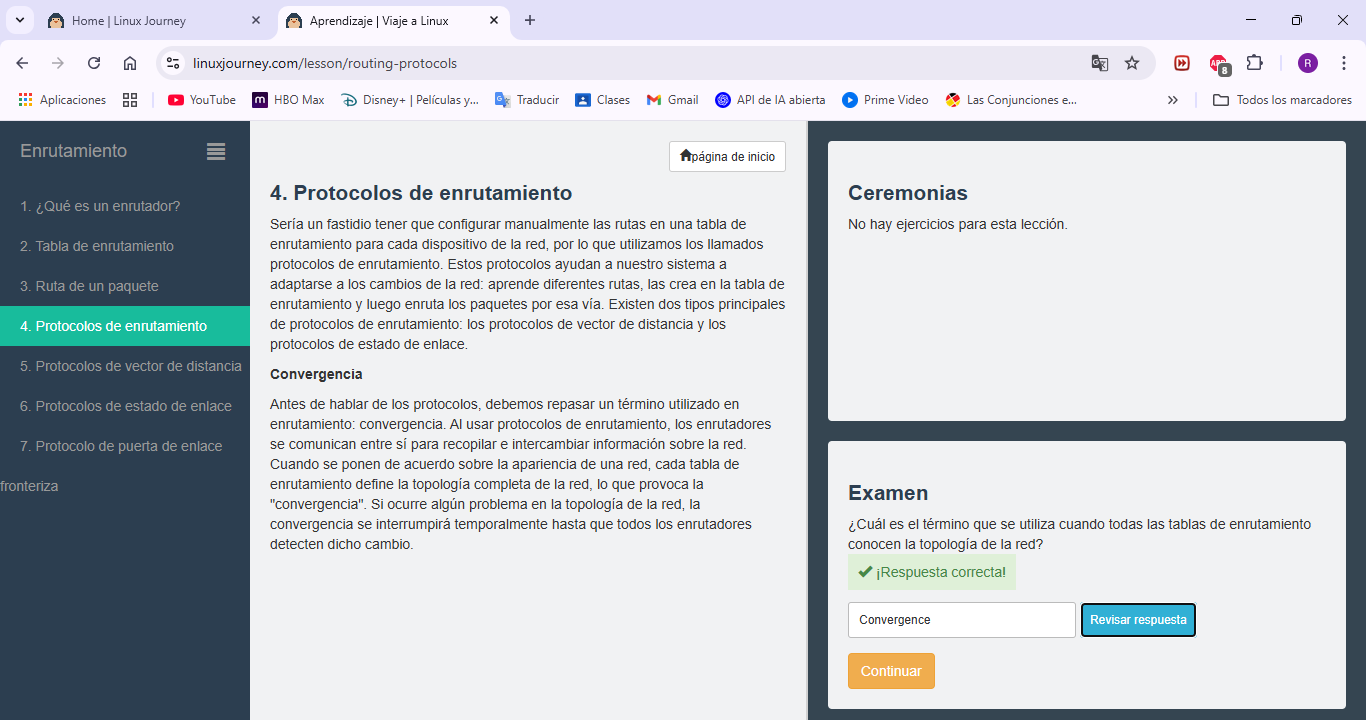 Home | Linux Journey
Aprendizaje | Viaje a Linux
linuxjourney.com/lesson/routing-protocols
8
R
Aplicaciones
YouTube
HBO Max
Disney+ | Películas y...
Traducir
Clases
Gmail
API de IA abierta
Prime Video
Las Conjunciones e...
Todos los marcadores
Enrutamiento
1. ¿Qué es un enrutador?
2. Tabla de enrutamiento
3. Ruta de un paquete
4. Protocolos de enrutamiento
5. Protocolos de vector de distancia
6. Protocolos de estado de enlace
7. Protocolo de puerta de enlace
fronteriza
página de inicio
4. Protocolos de enrutamiento
Sería un fastidio tener que configurar manualmente las rutas en una tabla de
enrutamiento para cada dispositivo de la red, por lo que utilizamos los llamados
protocolos de enrutamiento. Estos protocolos ayudan a nuestro sistema a
adaptarse a los cambios de la red: aprende diferentes rutas, las crea en la tabla de
enrutamiento y luego enruta los paquetes por esa vía. Existen dos tipos principales
de protocolos de enrutamiento: los protocolos de vector de distancia y los
protocolos de estado de enlace.
Convergencia
Antes de hablar de los protocolos, debemos repasar un término utilizado en
enrutamiento: convergencia. Al usar protocolos de enrutamiento, los enrutadores
se comunican entre sí para recopilar e intercambiar información sobre la red.
Cuando se ponen de acuerdo sobre la apariencia de una red, cada tabla de
enrutamiento define la topología completa de la red, lo que provoca la
"convergencia". Si ocurre algún problema en la topología de la red, la
convergencia se interrumpirá temporalmente hasta que todos los enrutadores
detecten dicho cambio.
Ceremonias
No hay ejercicios para esta lección.
Examen
¿Cuál es el término que se utiliza cuando todas las tablas de enrutamiento
conocen la topología de la red?
¡Respuesta correcta!
Convergence
Revisar respuesta
Continuar